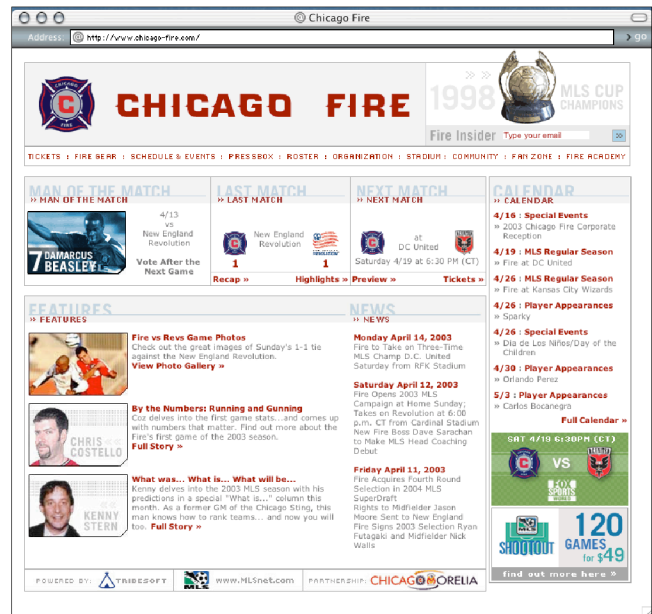 Chicago Fire
Address: http://www.chicago-fire.com/ go
CHICAGO FIRE
1998 MLS CUP
CHAMPIONS
Fire Insider Type your email
TICKETS : FIRE GEAR : SCHEDULE & EVENTS : PRESSBOX : ROSTER : ORGANIZATION : STADIUM : COMMUNITY : FAN ZONE : FIRE ACADEMY
MAN OF THE MATCH
» MAN OF THE MATCH
7 DAMARCUS
BEASLEY
4/13
vs
New England
Revolution
Vote After the
Next Game
LAST MATCH
» LAST MATCH
New England
Revolution
1 1
Recap » Highlights »
NEXT MATCH
» NEXT MATCH
at
DC United
Saturday 4/19 at 6:30 PM (CT)
Preview » Tickets »
CALENDAR
» CALENDAR
4/16 : Special Events
» 2003 Chicago Fire Corporate
Reception
4/19 : MLS Regular Season
» Fire at DC United
4/26 : MLS Regular Season
» Fire at Kansas City Wizards
4/26 : Player Appearances
» Sparky
4/26 : Special Events
» Dia de Los Niños/Day of the
Children
4/30 : Player Appearances
» Orlando Perez
5/3 : Player Appearances
» Carlos Bocanegra
Full Calendar »
FEATURES
» FEATURES
Fire vs Revs Game Photos
Check out the great images of Sunday's 1-1 tie
against the New England Revolution.
View Photo Gallery »
CHRIS
COSTELLO
By the Numbers: Running and Gunning
Coz delves into the first game stats...and comes up
with numbers that matter. Find out more about the
Fire's first game of the 2003 season.
Full Story »
KENNY
STERN
What was... What is... What will be...
Kenny delves into the 2003 MLS season with his
predictions in a special "What is..." column this
month. As a former GM of the Chicago Sting, this
man knows how to rank teams... and now you will
too. Full Story »
NEWS
» NEWS
Monday April 14, 2003
Fire to Take on Three-Time
MLS Champ D.C. United
Saturday from RFK Stadium
Saturday April 12, 2003
Fire Opens 2003 MLS
Campaign at Home Sunday;
Takes on Revolution at 6:00
p.m. CT from Cardinal Stadium
New Fire Boss Dave Sarachan
to Make MLS Head Coaching
Debut
Friday April 11, 2003
Fire Acquires Fourth Round
Selection in 2004 MLS
SuperDraft
Rights to Midfielder Jason
Moore Sent to New England
Fire Signs 2003 Selection Ryon
Futagaki and Midfielder Nick
Walls
SAT 4/19 6:30PM (CT)
VS
FOX
SPORTS
WORLD
MLS
SHOOTOUT
120
GAMES
for $49
find out more here »
POWERED BY: TRIBESOFT
MLS www.MLSnet.com
PARTNERSHIP: CHICAGO MORELIA